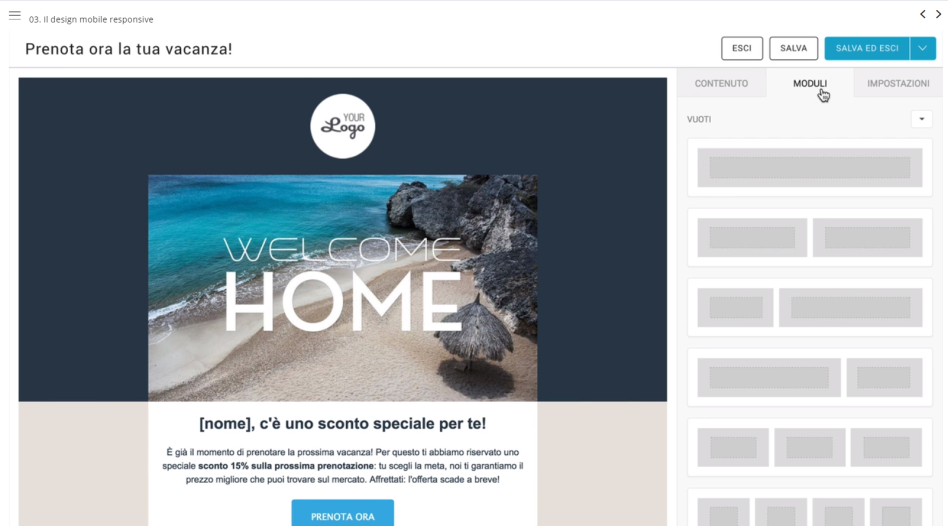 03. Il design mobile responsive
Prenota ora la tua vacanza!
ESCI
SALVA
SALVA ED ESCI
CONTENUTO
MODULI
IMPOSTAZIONI
VUOTI
YOUR
Logo
WELCOME
HOME
[nome], c'è uno sconto speciale per te!
È già il momento di prenotare la prossima vacanza! Per questo ti abbiamo riservato uno
speciale sconto 15% sulla prossima prenotazione: tu scegli la meta, noi ti garantiamo il
prezzo migliore che puoi trovare sul mercato. Affrettati: l'offerta scade a breve!
PRENOTA ORA